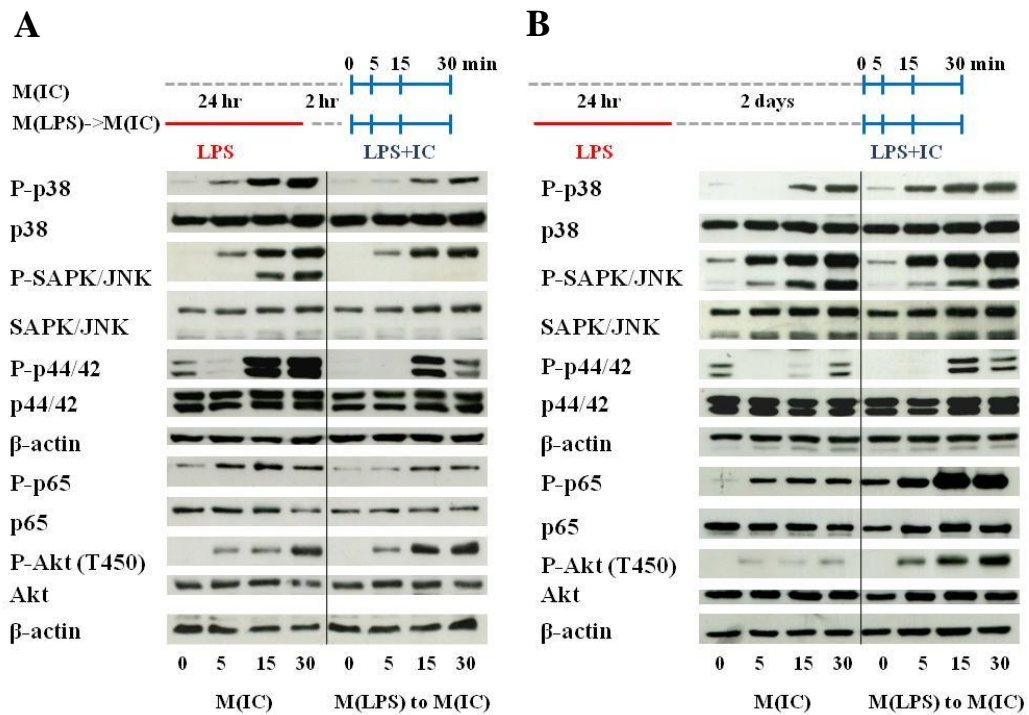 A
0 5 15 30 min
M(IC)
24 hr 2 hr
M(LPS)->M(IC)
LPS LPS+IC
P-p38
p38
P-SAPK/JNK
SAPK/JNK
P-p44/42
p44/42
β-actin
P-p65
p65
P-Akt (T450)
Akt
β-actin
0 5 15 30 0 5 15 30
M(IC) M(LPS) to M(IC)
B
0 5 15 30 min
24 hr 2 days
LPS LPS+IC
P-p38
p38
P-SAPK/JNK
SAPK/JNK
P-p44/42
p44/42
β-actin
P-p65
p65
P-Akt (T450)
Akt
β-actin
0 5 15 30 0 5 15 30
M(IC) M(LPS) to M(IC)